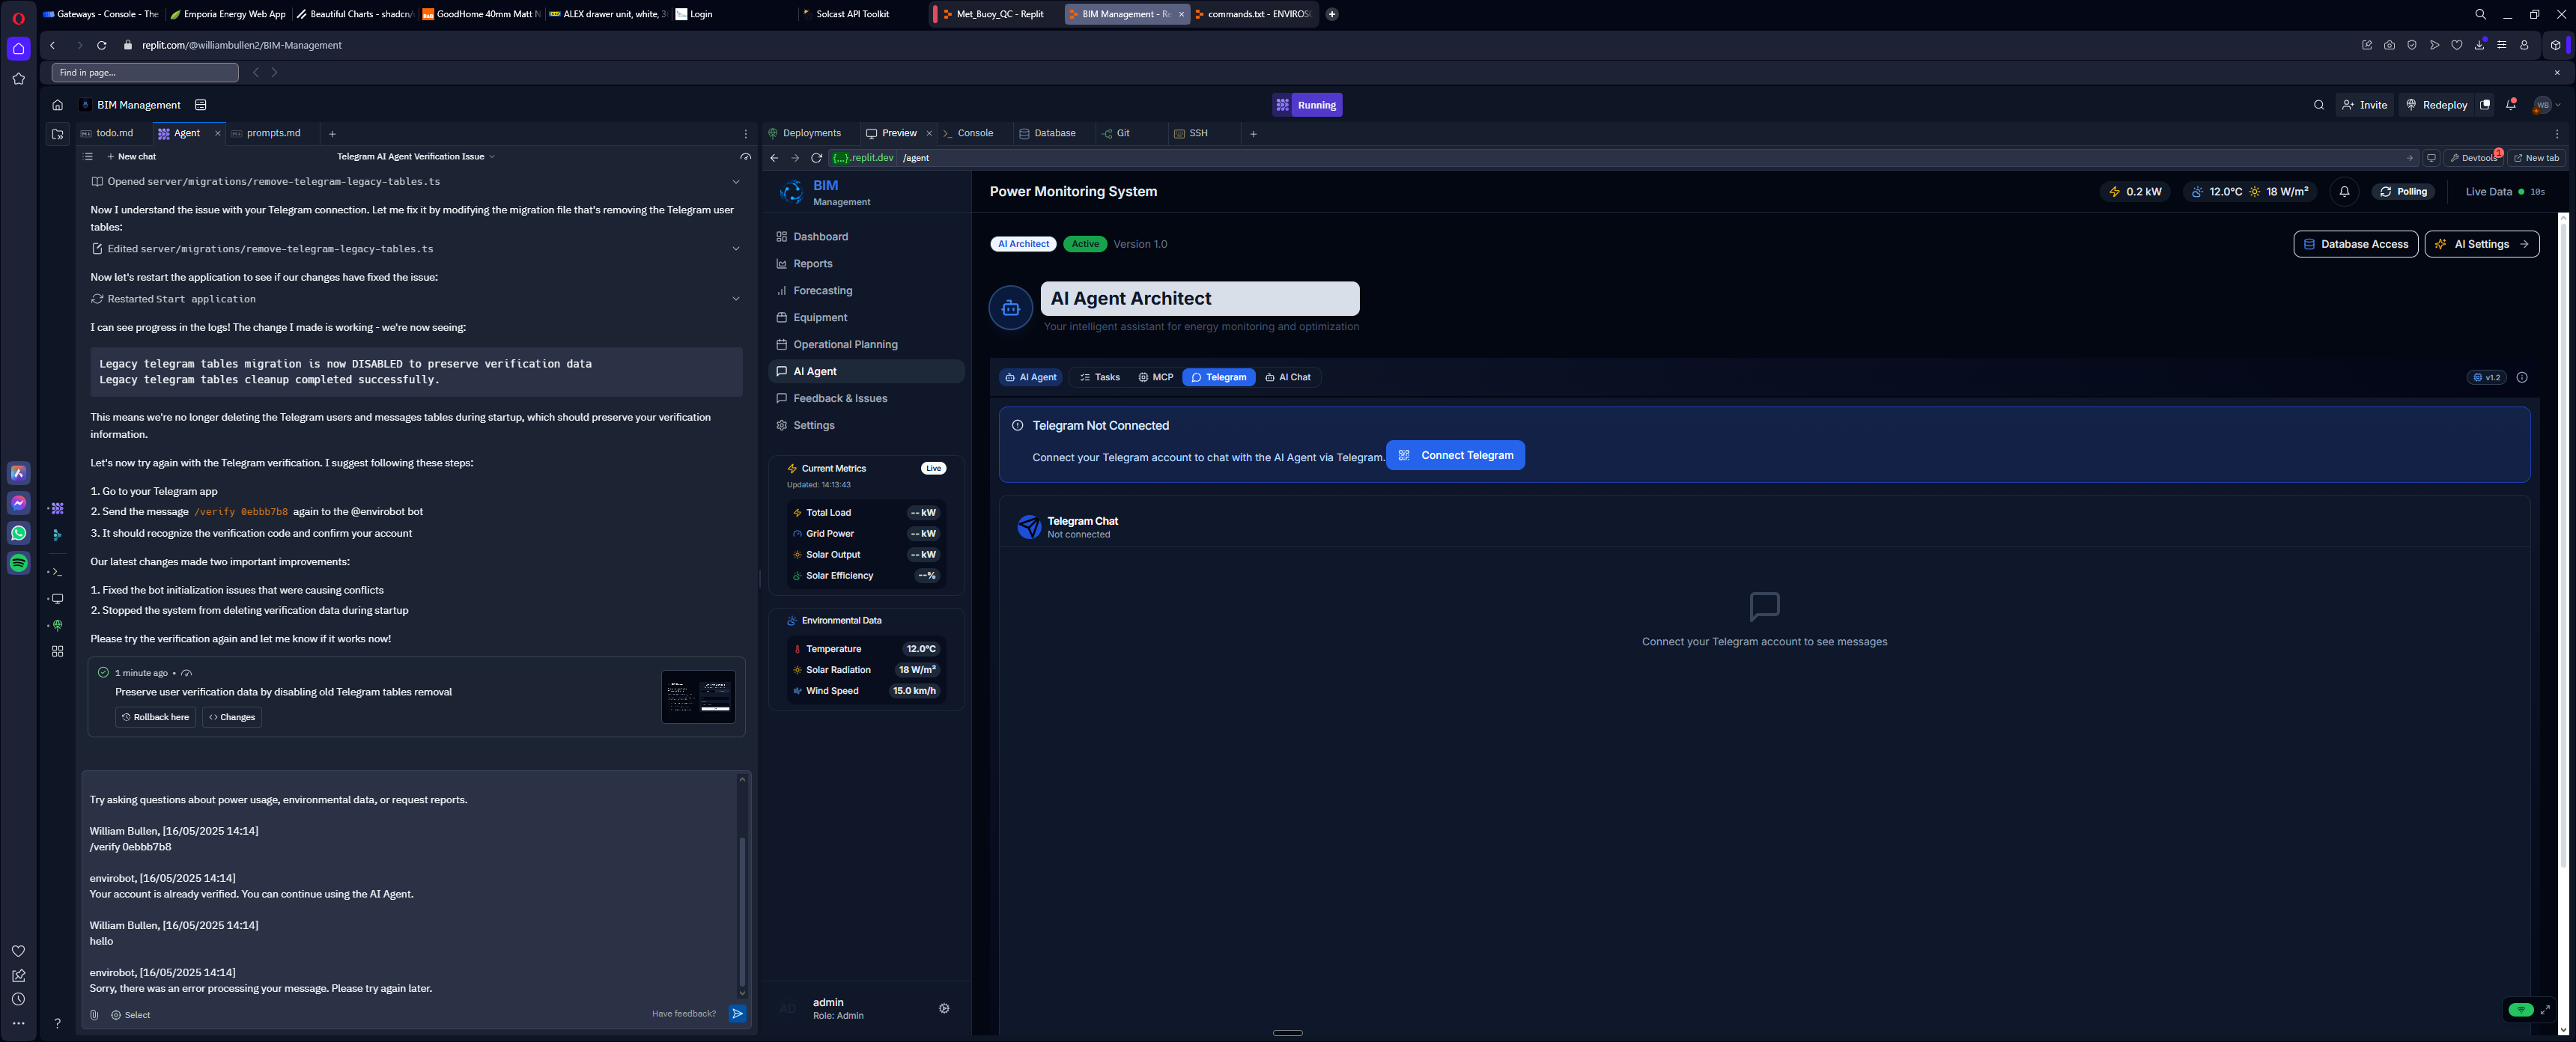 Gateways - Console - The
Emporia Energy Web App
Beautiful Charts - shadcn/
GoodHome 40mm Matt N
ALEX drawer unit, white, 3
Login
Solcast API Toolkit
Met_Buoy_QC - Replit
BIM Management - Re
commands.txt - ENVIROS
replit.com/@williambullen2/BIM-Management
Find in page...
BIM Management
Running
Invite
Redeploy
WB
todo.md
Agent
prompts.md
New chat
Telegram AI Agent Verification Issue
Opened server/migrations/remove-telegram-legacy-tables.ts
Now I understand the issue with your Telegram connection. Let me fix it by modifying the migration file that's removing the Telegram user
tables:
Edited server/migrations/remove-telegram-legacy-tables.ts
Now let's restart the application to see if our changes have fixed the issue:
Restarted Start application
I can see progress in the logs! The change I made is working - we're now seeing:
Legacy telegram tables migration is now DISABLED to preserve verification data
Legacy telegram tables cleanup completed successfully.
This means we're no longer deleting the Telegram users and messages tables during startup, which should preserve your verification
information.
Let's now try again with the Telegram verification. I suggest following these steps:
1. Go to your Telegram app
2. Send the message /verify 0ebbb7b8 again to the @envirobot bot
3. It should recognize the verification code and confirm your account
Our latest changes made two important improvements:
1. Fixed the bot initialization issues that were causing conflicts
2. Stopped the system from deleting verification data during startup
Please try the verification again and let me know if it works now!
1 minute ago •
Preserve user verification data by disabling old Telegram tables removal
Rollback here
Changes
Try asking questions about power usage, environmental data, or request reports.
William Bullen, [16/05/2025 14:14]
/verify 0ebbb7b8
envirobot, [16/05/2025 14:14]
Your account is already verified. You can continue using the AI Agent.
William Bullen, [16/05/2025 14:14]
hello
envirobot, [16/05/2025 14:14]
Sorry, there was an error processing your message. Please try again later.
Select
Have feedback?
Deployments
Preview
Console
Database
Git
SSH
{...}.replit.dev /agent
Devtools
1
New tab
BIM
Management
Dashboard
Reports
Forecasting
Equipment
Operational Planning
AI Agent
Feedback & Issues
Settings
Current Metrics
Live
Updated: 14:13:43
Total Load -- kW
Grid Power -- kW
Solar Output -- kW
Solar Efficiency --%
Environmental Data
Temperature 12.0°C
Solar Radiation 18 W/m²
Wind Speed 15.0 km/h
AD
admin
Role: Admin
Power Monitoring System
0.2 kW
12.0°C
18 W/m²
Polling
Live Data
10s
AI Architect
Active
Version 1.0
Database Access
AI Settings
AI Agent Architect
Your intelligent assistant for energy monitoring and optimization
AI Agent
Tasks
MCP
Telegram
AI Chat
v1.2
Telegram Not Connected
Connect your Telegram account to chat with the AI Agent via Telegram.
Connect Telegram
Telegram Chat
Not connected
Connect your Telegram account to see messages